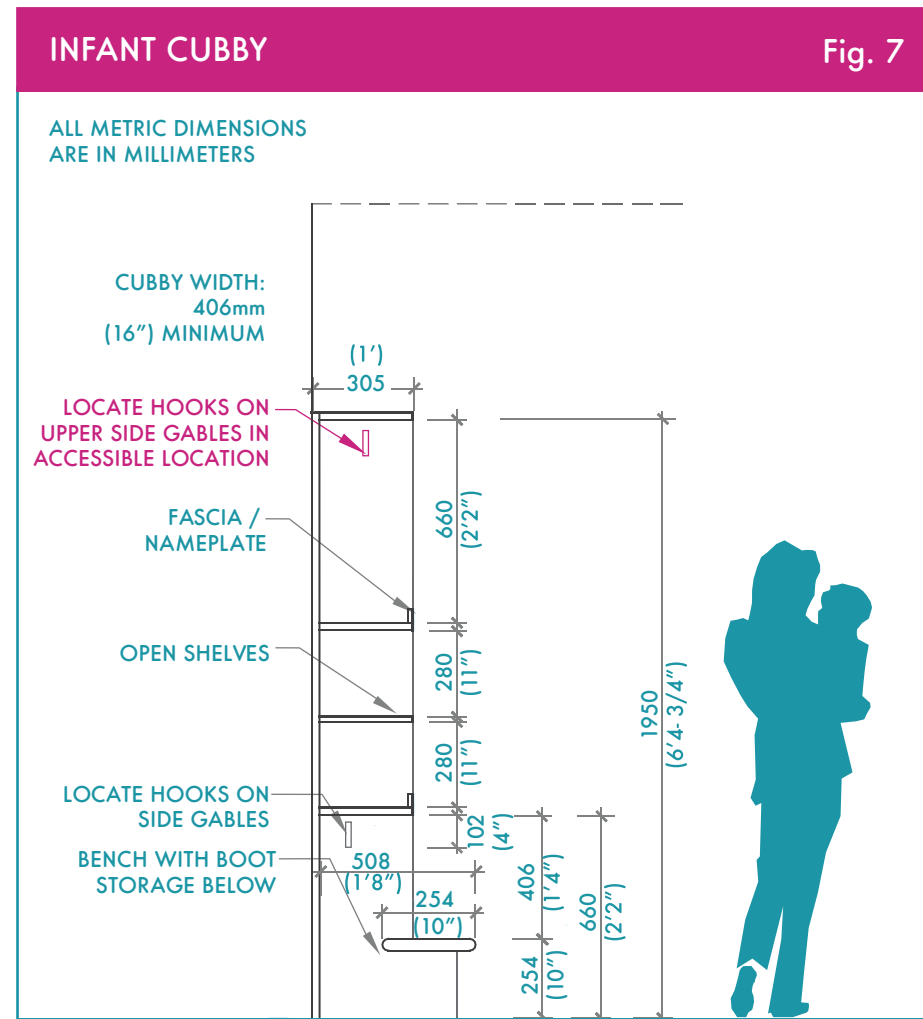 INFANT CUBBY
Fig. 7
ALL METRIC DIMENSIONS
ARE IN MILLIMETERS
CUBBY WIDTH:
406mm
(16") MINIMUM
(1')
305
LOCATE HOOKS ON
UPPER SIDE GABLES IN
ACCESSIBLE LOCATION
660
(2'2")
FASCIA /
NAMEPLATE
OPEN SHELVES
280
(11")
1950
(6'4- 3/4")
280
(11")
LOCATE HOOKS ON
SIDE GABLES
102
(4")
BENCH WITH BOOT
STORAGE BELOW
508
(1'8")
254
(10")
406
(1'4")
660
(2'2")
254
(10")